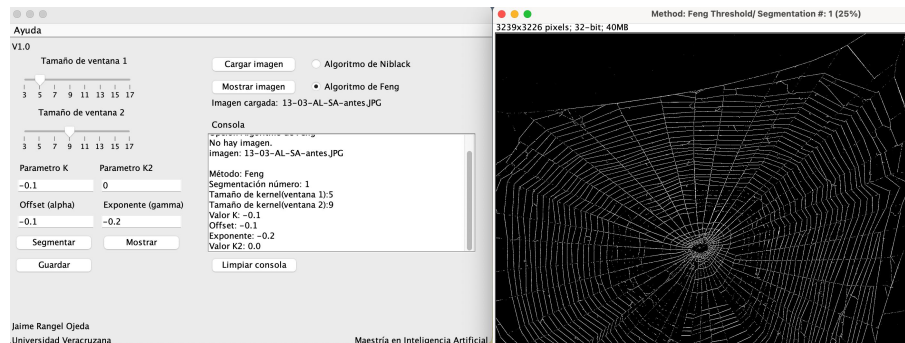 Ayuda
V1.0
Tamaño de ventana 1
3 5 7 9 11 13 15 17
Tamaño de ventana 2
3 5 7 9 11 13 15 17
Parametro K
Parametro K2
-0.1
0
Offset (alpha)
Exponente (gamma)
-0.1
-0.2
Segmentar
Mostrar
Guardar
Cargar imagen
Algoritmo de Niblack
Mostrar imagen
Algoritmo de Feng
Imagen cargada: 13-03-AL-SA-antes.JPG
Consola
Opción Algoritmo de Feng
No hay imagen.
imagen: 13-03-AL-SA-antes.JPG
Método: Feng
Segmentación número: 1
Tamaño de kernel(ventana 1):5
Tamaño de kernel(ventana 2):9
Valor K: -0.1
Offset: -0.1
Exponente: -0.2
Valor K2: 0.0
Limpiar consola
Jaime Rangel Ojeda
Universidad Veracruzana
Maestría en Inteligencia Artificial
Method: Feng Threshold/ Segmentation #: 1 (25%)
3239x3226 pixels; 32-bit; 40MB